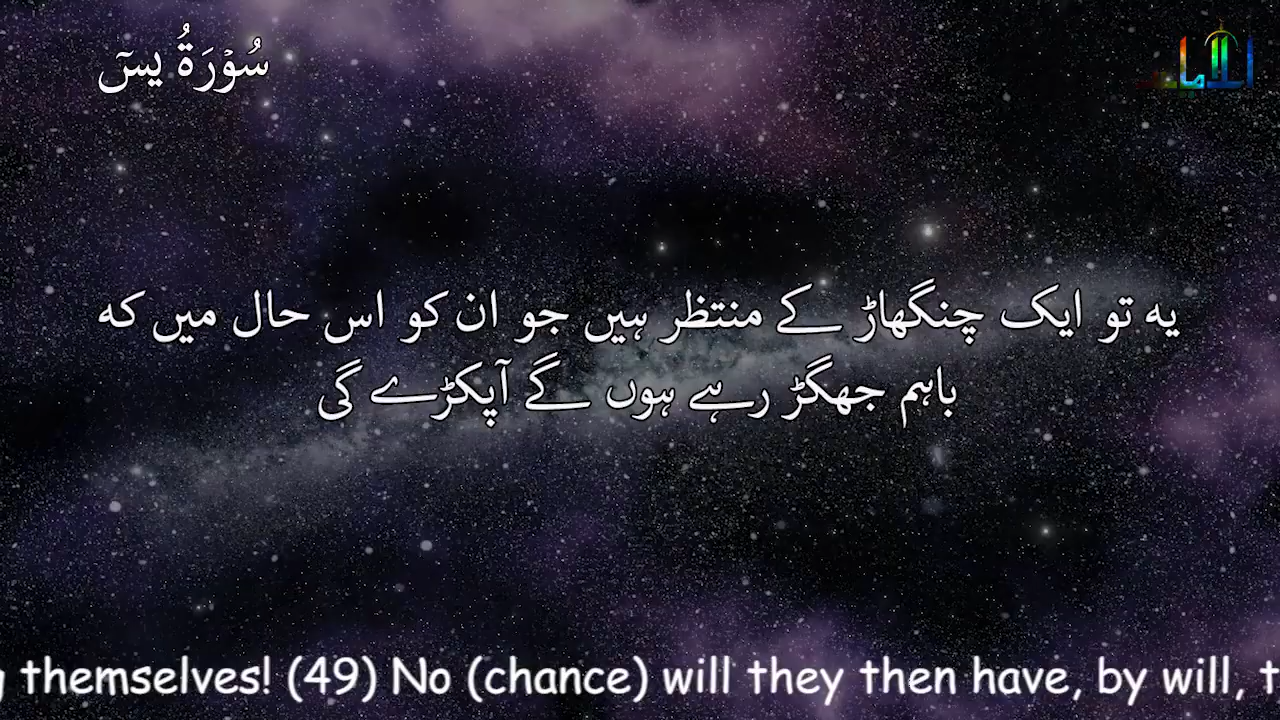 سُوۡرَةُ يسٓ
یہ تو ایک چنگھاڑ کے منتظر ہیں جو ان کو اس حال میں کہ
باہم جھگڑ رہے ہوں گے آپکڑے گی
themselves! (49) No (chance) will they then have, by will,